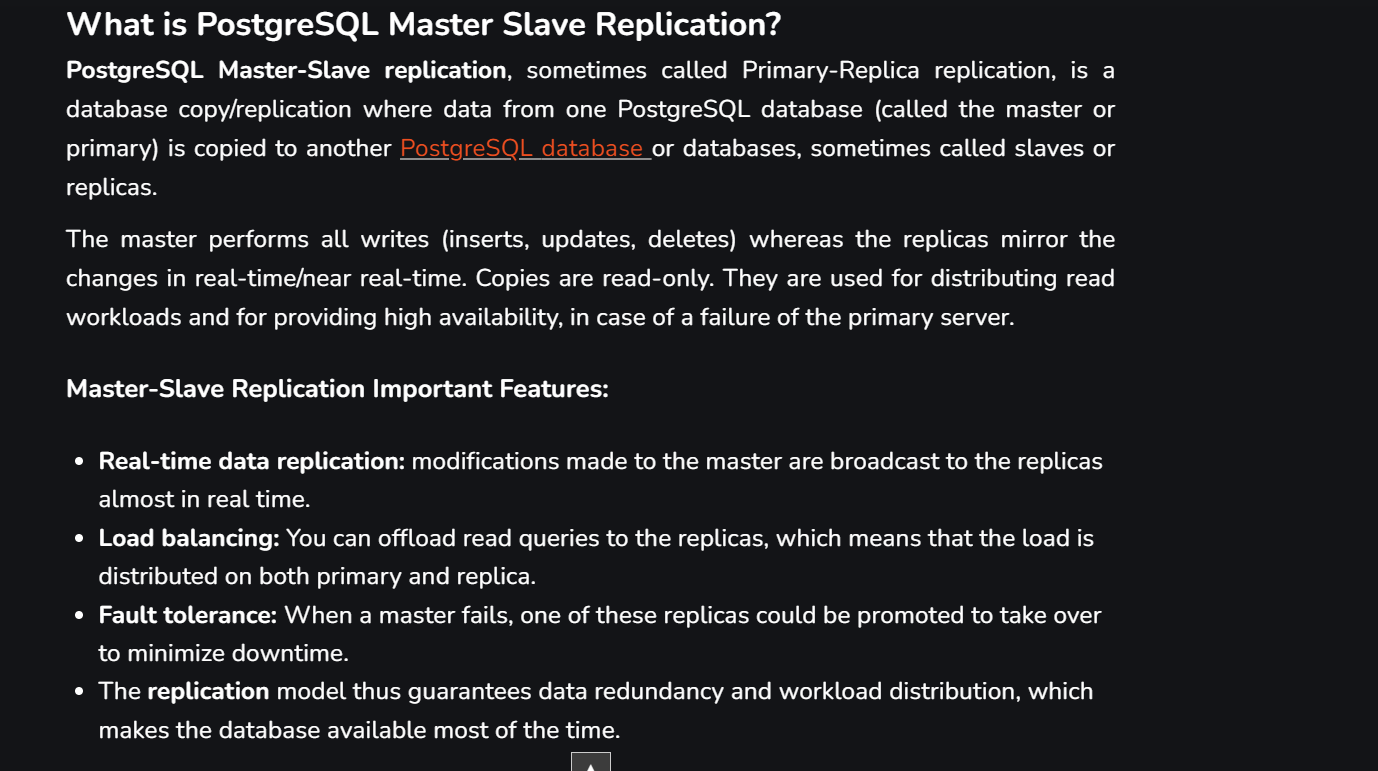 What is PostgreSQL Master Slave Replication?
PostgreSQL Master-Slave replication, sometimes called Primary-Replica replication, is a
database copy/replication where data from one PostgreSQL database (called the master or
primary) is copied to another PostgreSQL database or databases, sometimes called slaves or
replicas.
The master performs all writes (inserts, updates, deletes) whereas the replicas mirror the
changes in real-time/near real-time. Copies are read-only. They are used for distributing read
workloads and for providing high availability, in case of a failure of the primary server.
Master-Slave Replication Important Features:
• Real-time data replication: modifications made to the master are broadcast to the replicas
almost in real time.
• Load balancing: You can offload read queries to the replicas, which means that the load is
distributed on both primary and replica.
• Fault tolerance: When a master fails, one of these replicas could be promoted to take over
to minimize downtime.
• The replication model thus guarantees data redundancy and workload distribution, which
makes the database available most of the time.